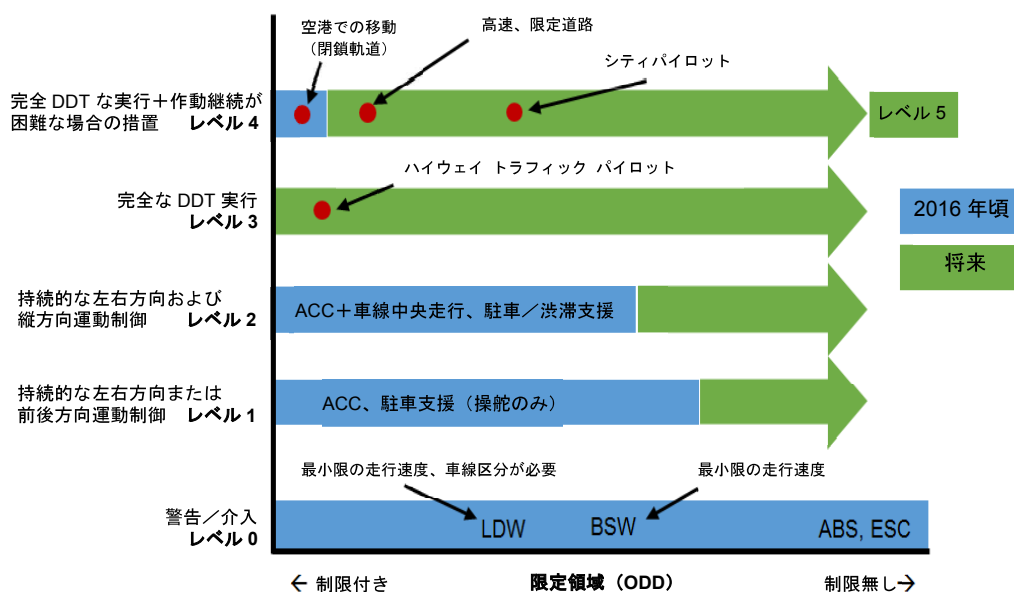 空港での移動
（閉鎖軌道）
高速、限定道路
シティパイロット
完全 DDT な実行＋作動継続が
困難な場合の措置 レベル 4
レベル 5
ハイウェイ トラフィック パイロット
完全な DDT 実行
レベル 3
2016 年頃
将来
持続的な左右方向および
縦方向運動制御 レベル 2
ACC＋車線中央走行、駐車／渋滞支援
持続的な左右方向または
前後方向運動制御 レベル 1
ACC、駐車支援（操舵のみ）
最小限の走行速度、車線区分が必要
最小限の走行速度
警告／介入
レベル 0
LDW
BSW
ABS, ESC
← 制限付き
限定領域（ODD）
制限無し→